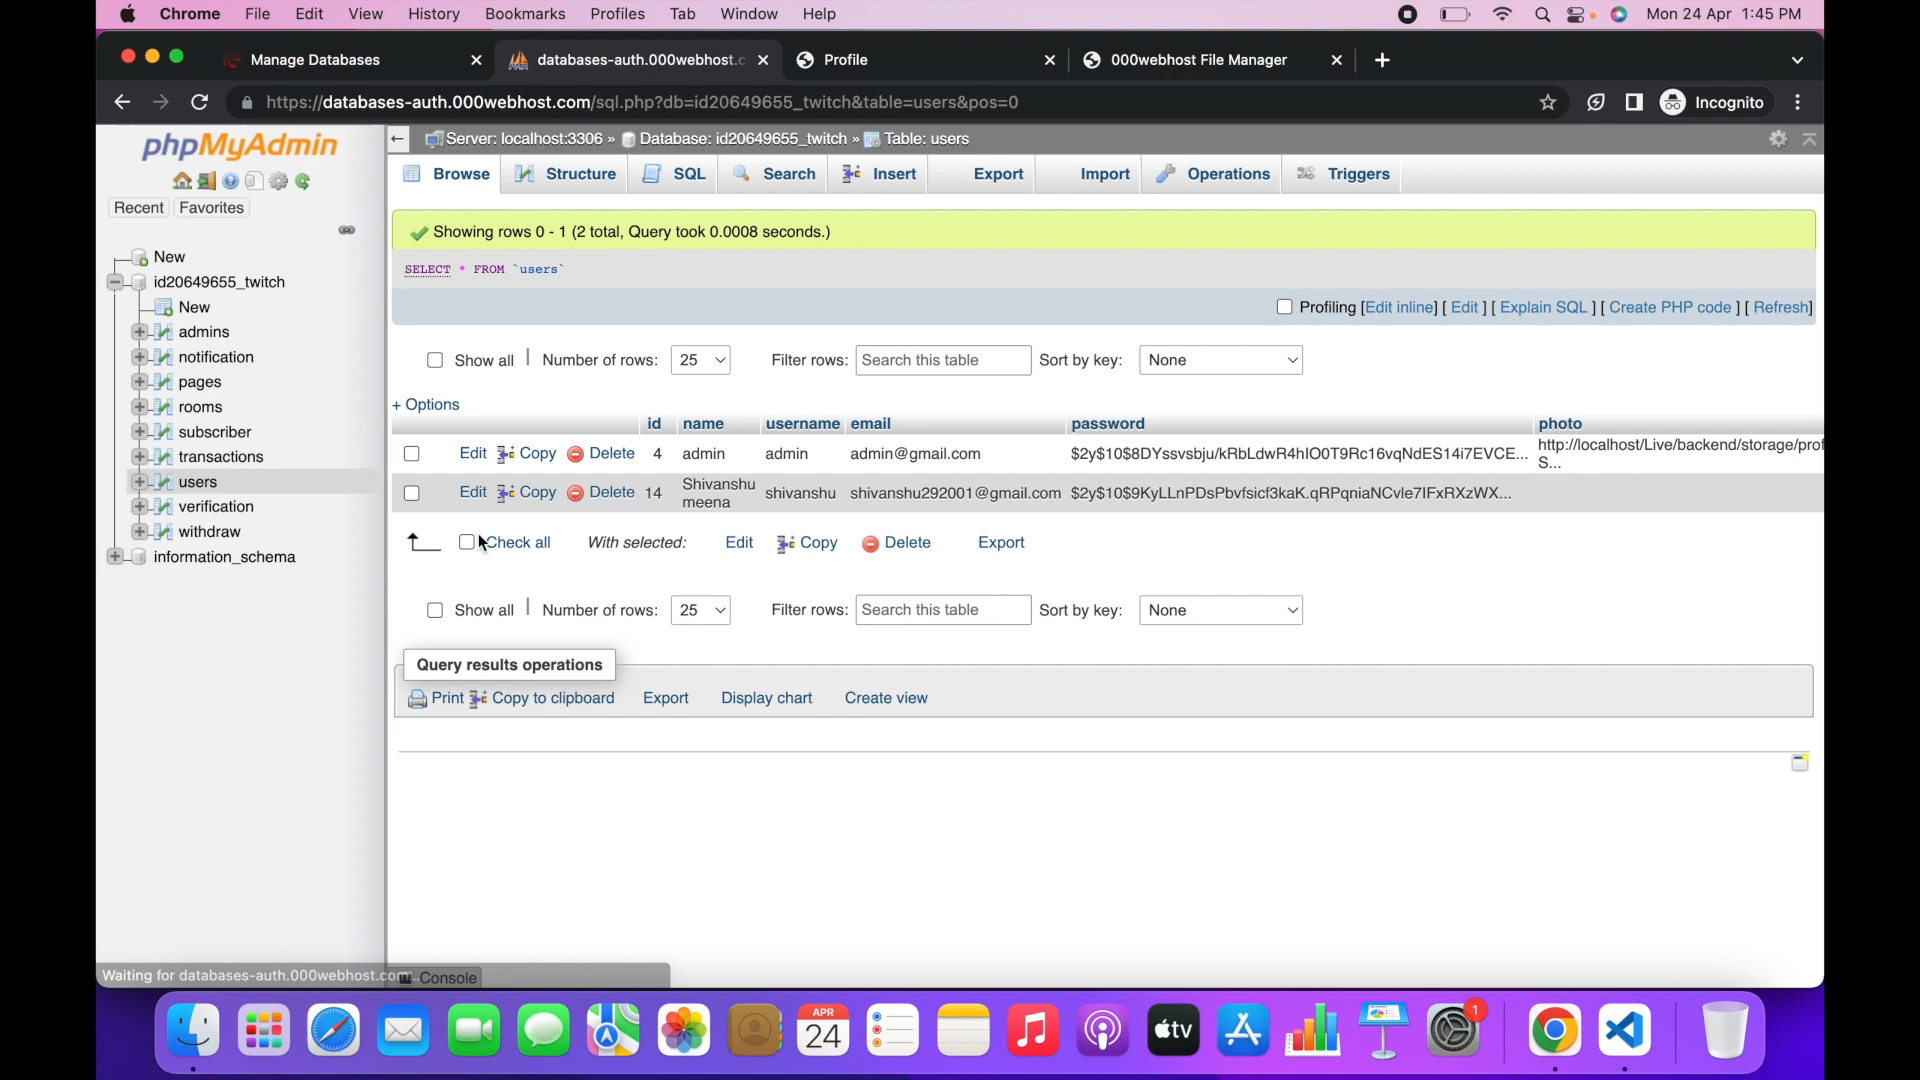 Chrome File Edit View History Bookmarks Profiles Tab Window Help Mon 24 Apr 1:45 PM
Manage Databases databases-auth.000webhost.c Profile 000webhost File Manager
https://databases-auth.000webhost.com/sql.php?db=id20649655_twitch&table=users&pos=0 Incognito
phpMyAdmin
Recent Favorites
New
id20649655_twitch
New
admins
notification
pages
rooms
subscriber
transactions
users
verification
withdraw
information_schema
Server: localhost:3306 » Database: id20649655_twitch » Table: users
Browse Structure SQL Search Insert Export Import Operations Triggers
Showing rows 0 - 1 (2 total, Query took 0.0008 seconds.)
SELECT * FROM `users`
Profiling [Edit inline] [ Edit ] [ Explain SQL ] [ Create PHP code ] [ Refresh]
Show all Number of rows: 25 Filter rows: Search this table Sort by key: None
+ Options
id name username email password photo
Edit Copy Delete 4 admin admin admin@gmail.com $2y$10$8DYssvsbju/kRbLdwR4hlO0T9Rc16vqNdES14i7EVCE... http://localhost/Live/backend/storage/prof
S...
Edit Copy Delete 14 Shivanshu meena shivanshu shivanshu292001@gmail.com $2y$10$9KyLLnPDsPbvfsicf3kaK.qRPqniaNCvle7IFxRXzWX...
Check all With selected: Edit Copy Delete Export
Show all Number of rows: 25 Filter rows: Search this table Sort by key: None
Query results operations
Print Copy to clipboard Export Display chart Create view
Waiting for databases-auth.000webhost.com... Console
APR
24
tv
1